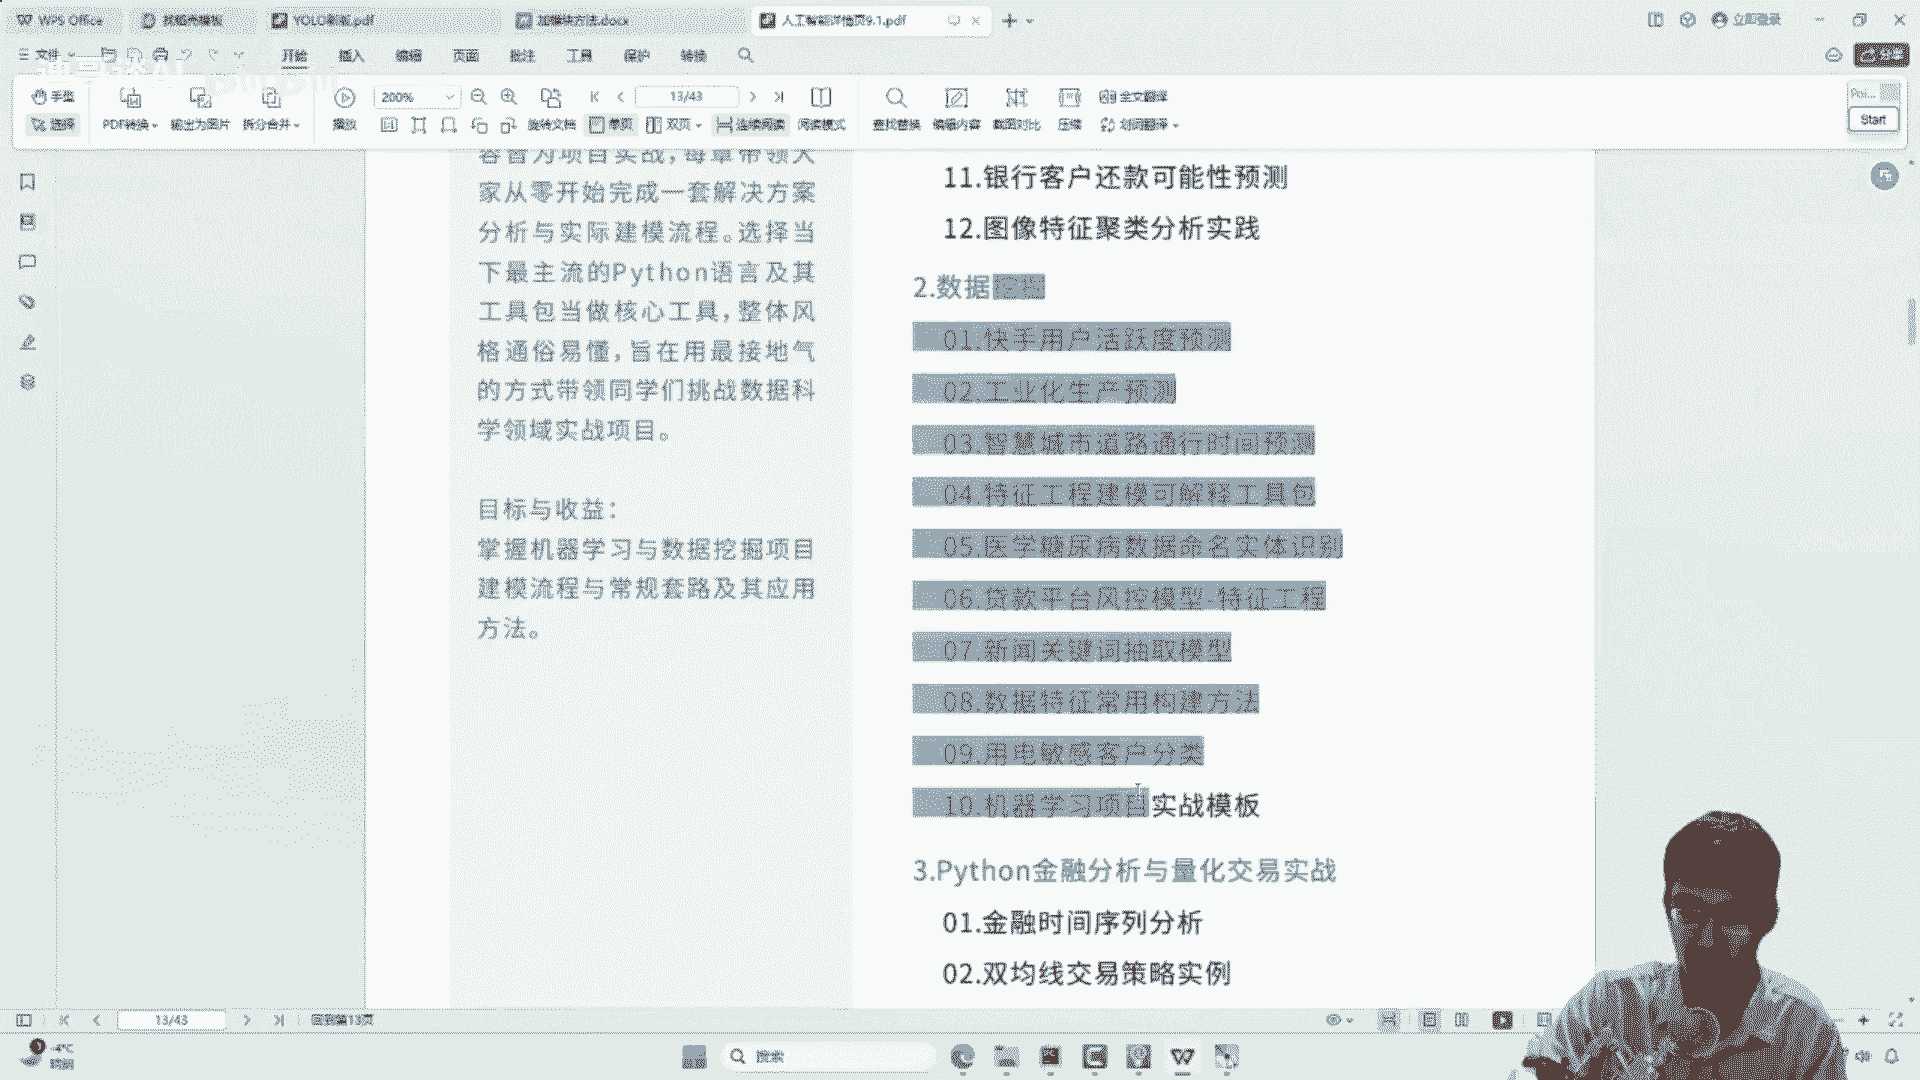 WPS Office
YOLO
加模块方法.docx
人工智能详情页9.1.pdf
立即登录
文件
开始
插入
编辑
页面
批注
工具
保护
转换
分享
手型
选择
PDF转换
输出为图片
拆分合并
播放
200%
旋转文档
单页
双页
连续阅读
阅读模式
13/43
查找替换
编辑内容
截图对比
压缩
全文翻译
划词翻译
Start
容皆为项目实战，每章带领大
家从零开始完成一套解决方案
分析与实际建模流程。选择当
下最主流的Python语言及其
工具包当做核心工具，整体风
格通俗易懂，旨在用最接地气
的方式带领同学们挑战数据科
学领域实战项目。
目标与收益：
掌握机器学习与数据挖掘项目
建模流程与常规套路及其应用
方法。
11.银行客户还款可能性预测
12.图像特征聚类分析实践
2.数据挖掘
01.快手用户活跃度预测
02.工业化生产预测
03.智慧城市道路通行时间预测
04.特征工程建模可解释工具包
05.医学糖尿病数据命名实体识别
06.贷款平台风控模型-特征工程
07.新闻关键词抽取模型
08.数据特征常用构建方法
09.用电敏感客户分类
10.机器学习项目实战模板
3.Python金融分析与量化交易实战
01.金融时间序列分析
02.双均线交易策略实例
13/43
回到第13页
-4°C
搜索